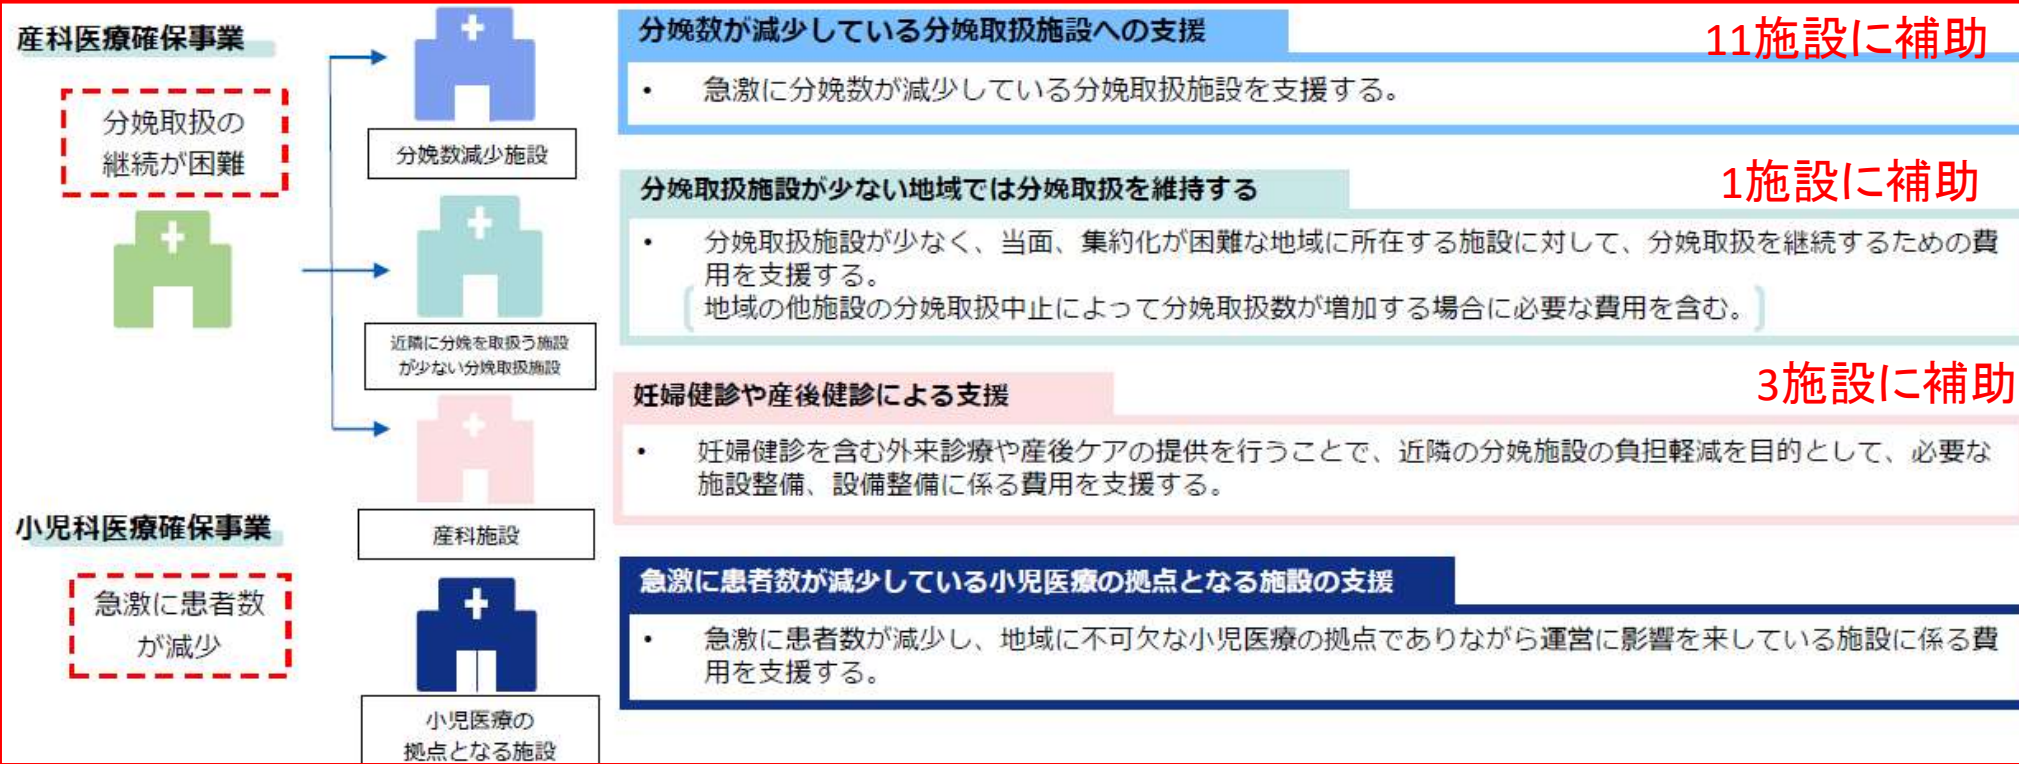 産科医療確保事業
分娩取扱の
継続が困難
分娩数減少施設
近隣に分娩を取扱う施設
が少ない分娩取扱施設
産科施設
分娩数が減少している分娩取扱施設への支援
11施設に補助
• 急激に分娩数が減少している分娩取扱施設を支援する。
分娩取扱施設が少ない地域では分娩取扱を維持する
1施設に補助
• 分娩取扱施設が少なく、当面、集約化が困難な地域に所在する施設に対して、分娩取扱を継続するための費
用を支援する。
[地域の他施設の分娩取扱中止によって分娩取扱数が増加する場合に必要な費用を含む。]
妊婦健診や産後健診による支援
3施設に補助
• 妊婦健診を含む外来診療や産後ケアの提供を行うことで、近隣の分娩施設の負担軽減を目的として、必要な
施設整備、設備整備に係る費用を支援する。
小児科医療確保事業
急激に患者数
が減少
小児医療の
拠点となる施設
急激に患者数が減少している小児医療の拠点となる施設の支援
• 急激に患者数が減少し、地域に不可欠な小児医療の拠点でありながら運営に影響を来している施設に係る費
用を支援する。